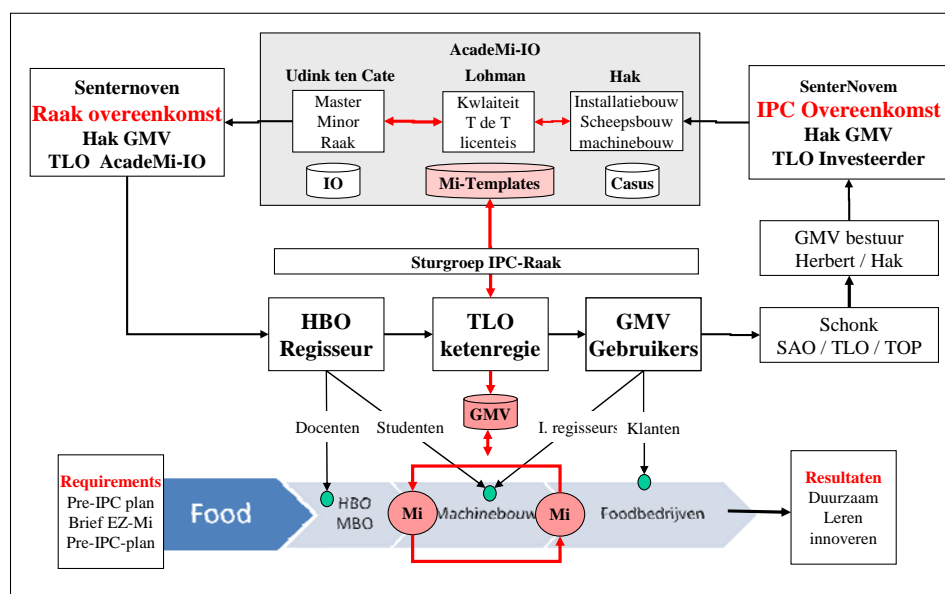 AcadeMi-IO
Udink ten Cate
Lohman
Hak
Master
Minor
Raak
Kwlaiteit
T de T
licenteis
Installatiebouw
Scheepsbouw
machinebouw
IO
Mi-Templates
Casus
Senternoven
Raak overeenkomst
Hak GMV
TLO AcadeMi-IO
SenterNovem
IPC Overeenkomst
Hak GMV
TLO Investeerder
GMV bestuur
Herbert / Hak
Sturgroep IPC-Raak
HBO
Regisseur
TLO
ketenregie
GMV
Gebruikers
Schonk
SAO / TLO / TOP
GMV
Docenten
Studenten
I. regisseurs
Klanten
Requirements
Pre-IPC plan
Brief EZ-Mi
Pre-IPC-plan
Food
HBO
MBO
Mi
Machinebouw
Mi
Foodbedrijven
Resultaten
Duurzaam
Leren
innoveren